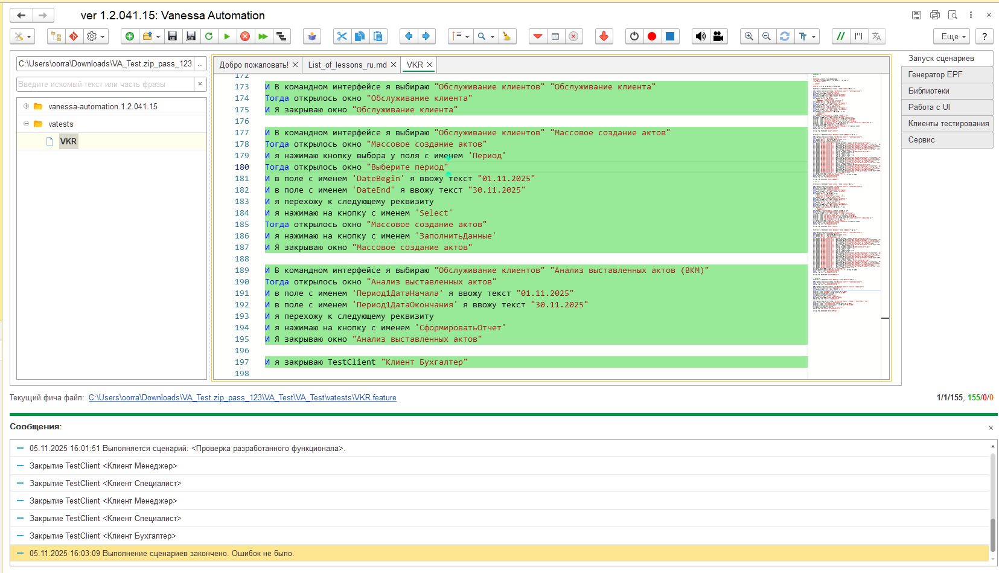 ver 1.2.041.15: Vanessa Automation
Еще
?
C:\Users\oorra\Downloads\VA_Test.zip_pass_123
...
Введите искомый текст или часть фразы
vanessa-automation.1.2.041.15
vatests
VKR
Добро пожаловать!
List_of_lessons_ru.md
VKR
172
173 И В командном интерфейсе я выбираю "Обслуживание клиентов" "Обслуживание клиента"
174 Тогда открылось окно "Обслуживание клиента"
175 И Я закрываю окно "Обслуживание клиента"
176
177 И В командном интерфейсе я выбираю "Обслуживание клиентов" "Массовое создание актов"
178 Тогда открылось окно "Массовое создание актов"
179 И я нажимаю кнопку выбора у поля с именем 'Период'
180 Тогда открылось окно "Выберите период"
181 И в поле с именем 'DateBegin' я ввожу текст "01.11.2025"
182 И в поле с именем 'DateEnd' я ввожу текст "30.11.2025"
183 И я перехожу к следующему реквизиту
184 И я нажимаю на кнопку с именем 'Select'
185 Тогда открылось окно "Массовое создание актов"
186 И я нажимаю на кнопку с именем 'ЗаполнитьДанные'
187 И Я закрываю окно "Массовое создание актов"
188
189 И В командном интерфейсе я выбираю "Обслуживание клиентов" "Анализ выставленных актов (ВКМ)"
190 Тогда открылось окно "Анализ выставленных актов"
191 И в поле с именем 'Период1ДатаНачала' я ввожу текст "01.11.2025"
192 И в поле с именем 'Период1ДатаОкончания' я ввожу текст "30.11.2025"
193 И я перехожу к следующему реквизиту
194 И я нажимаю на кнопку с именем 'СформироватьОтчет'
195 И Я закрываю окно "Анализ выставленных актов"
196
197 И я закрываю TestClient "Клиент Бухгалтер"
198
Запуск сценариев
Генератор EPF
Библиотеки
Работа с UI
Клиенты тестирования
Сервис
Текущий фича файл: C:\Users\oorra\Downloads\VA_Test.zip_pass_123\VA_Test\VA_Test\vatests\VKR.feature
1/1/155, 155/0/0
Сообщения:
05.11.2025 16:01:51 Выполняется сценарий: <Проверка разработанного функционала>.
Закрытие TestClient <Клиент Менеджер>
Закрытие TestClient <Клиент Специалист>
Закрытие TestClient <Клиент Менеджер>
Закрытие TestClient <Клиент Специалист>
Закрытие TestClient <Клиент Бухгалтер>
05.11.2025 16:03:09 Выполнение сценариев закончено. Ошибок не было.